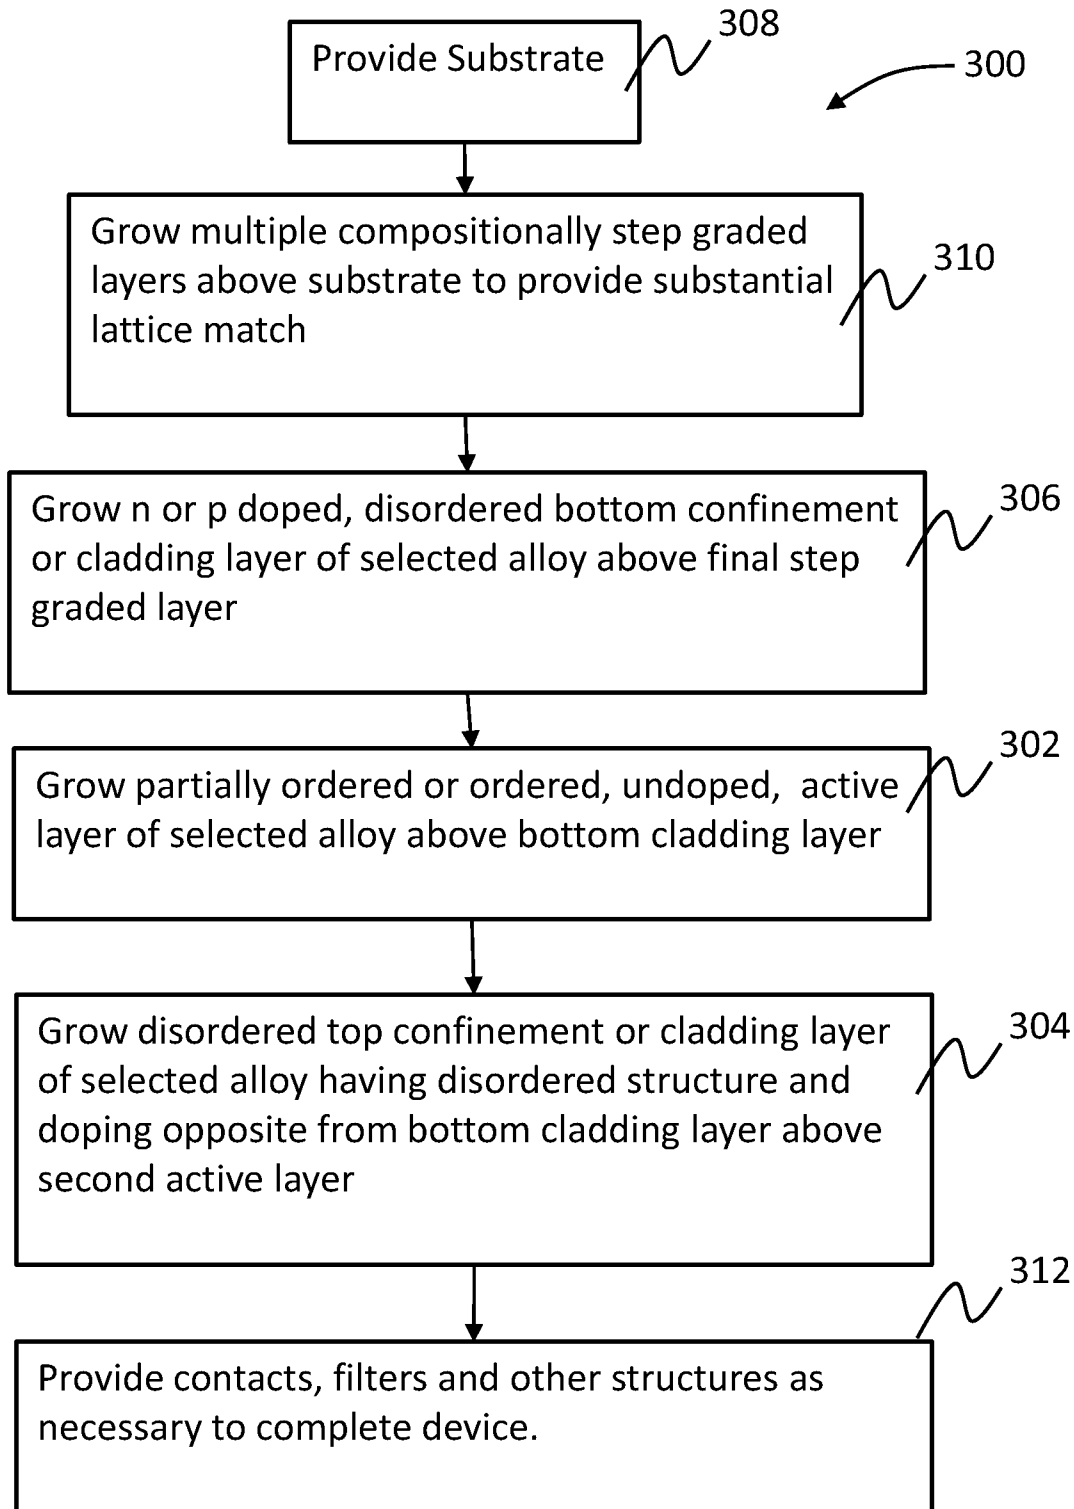 308
Provide Substrate
300
Grow multiple compositionally step graded
layers above substrate to provide substantial
lattice match
310
Grow n or p doped, disordered bottom confinement
or cladding layer of selected alloy above final step
graded layer
306
Grow partially ordered or ordered, undoped,  active
layer of selected alloy above bottom cladding layer
302
Grow disordered top confinement or cladding layer
of selected alloy having disordered structure and
doping opposite from bottom cladding layer above
second active layer
304
312
Provide contacts, filters and other structures as
necessary to complete device.